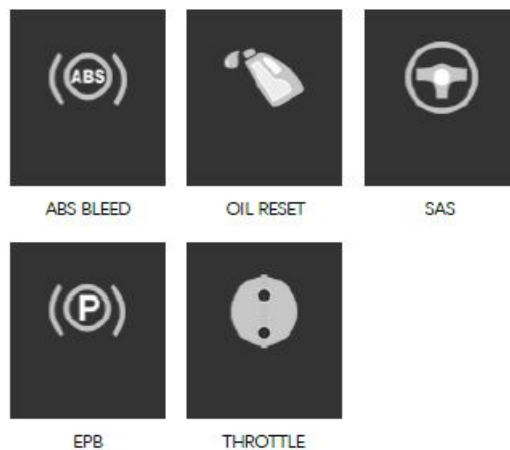 ABS
ABS BLEED
OIL RESET
SAS
P
EPB
THROTTLE